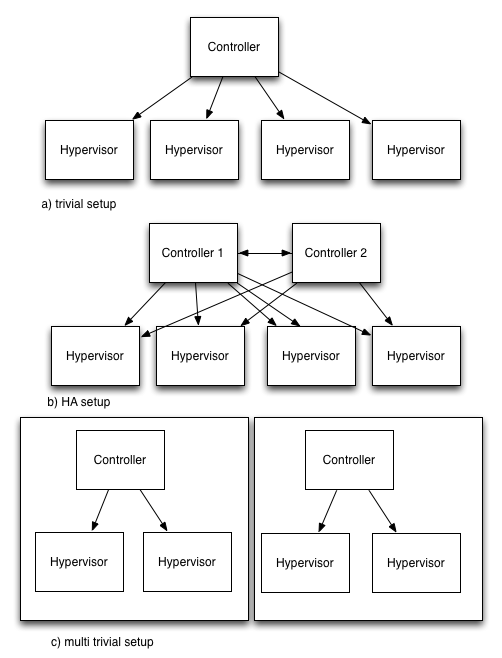 Controller
Hypervisor Hypervisor Hypervisor Hypervisor
a) trivial setup
Controller 1 Controller 2
Hypervisor Hypervisor Hypervisor Hypervisor
b) HA setup
Controller Controller
Hypervisor Hypervisor Hypervisor Hypervisor
c) multi trivial setup